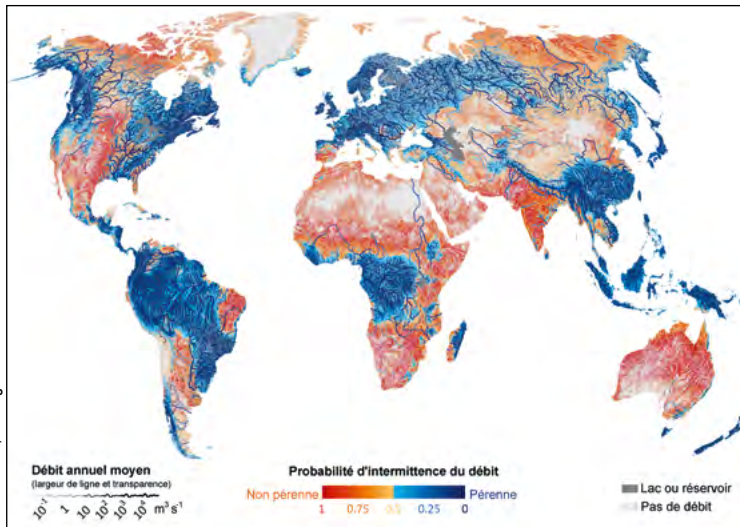 Débit annuel moyen
(largeur de ligne et transparence)
10⁻¹ 1 10¹ 10² 10³ 10⁴ m³ s⁻¹
Probabilité d'intermittence du débit
Non pérenne Pérenne
1 0.75 0.5 0.25 0
Lac ou réservoir
Pas de débit